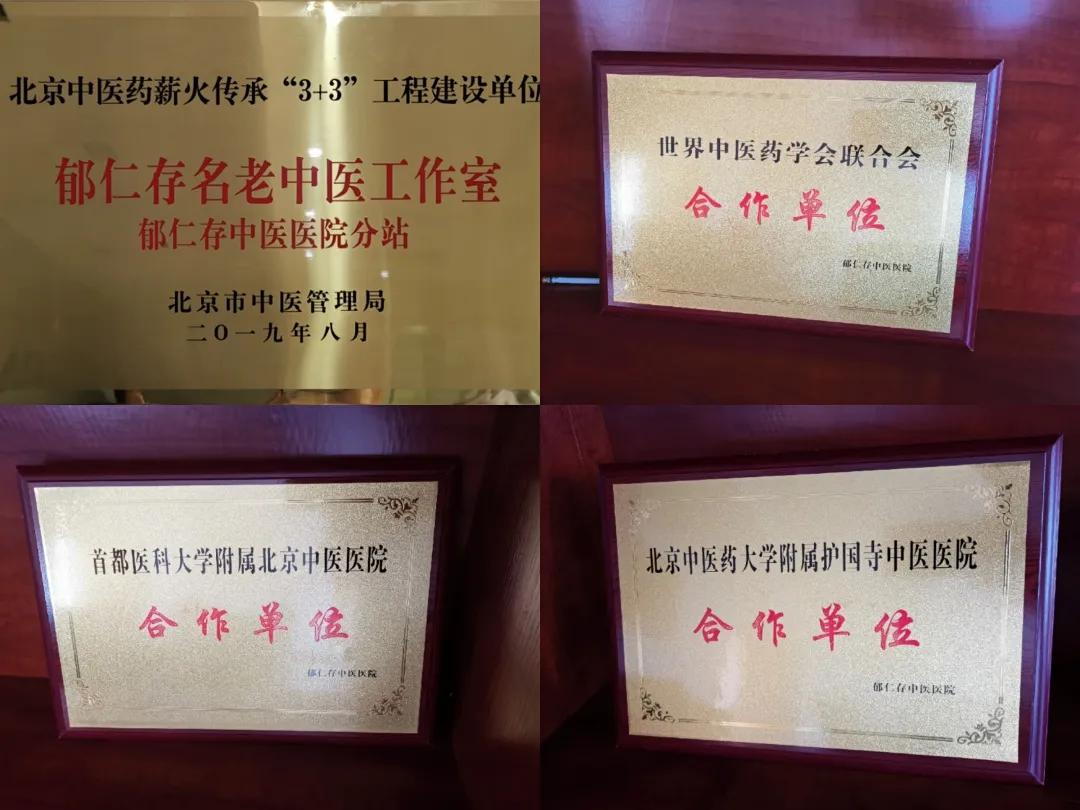 北京中医药薪火传承“3+3”工程建设单位
郁仁存名老中医工作室
郁仁存中医医院分站
北京市中医管理局
二〇一九年八月
世界中医药学会联合会
合作单位
郁仁存中医医院
首都医科大学附属北京中医医院
合作单位
郁仁存中医医院
北京中医药大学附属护国寺中医医院
合作单位
郁仁存中医医院